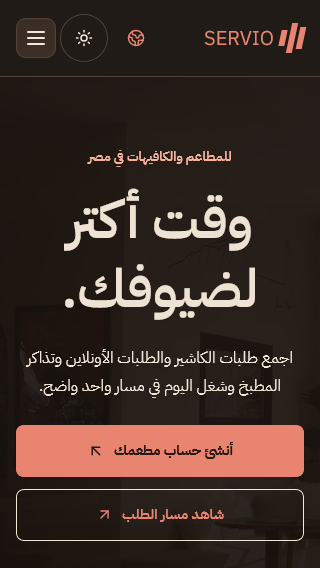 SERVIO
للمطاعم والكافيهات في مصر
وقت أكتر
لضيوفك.
اجمع طلبات الكاشير والطلبات الأونلاين وتذاكر
المطبخ وشغل اليوم في مسار واحد واضح.
أنشئ حساب مطعمك
شاهد مسار الطلب